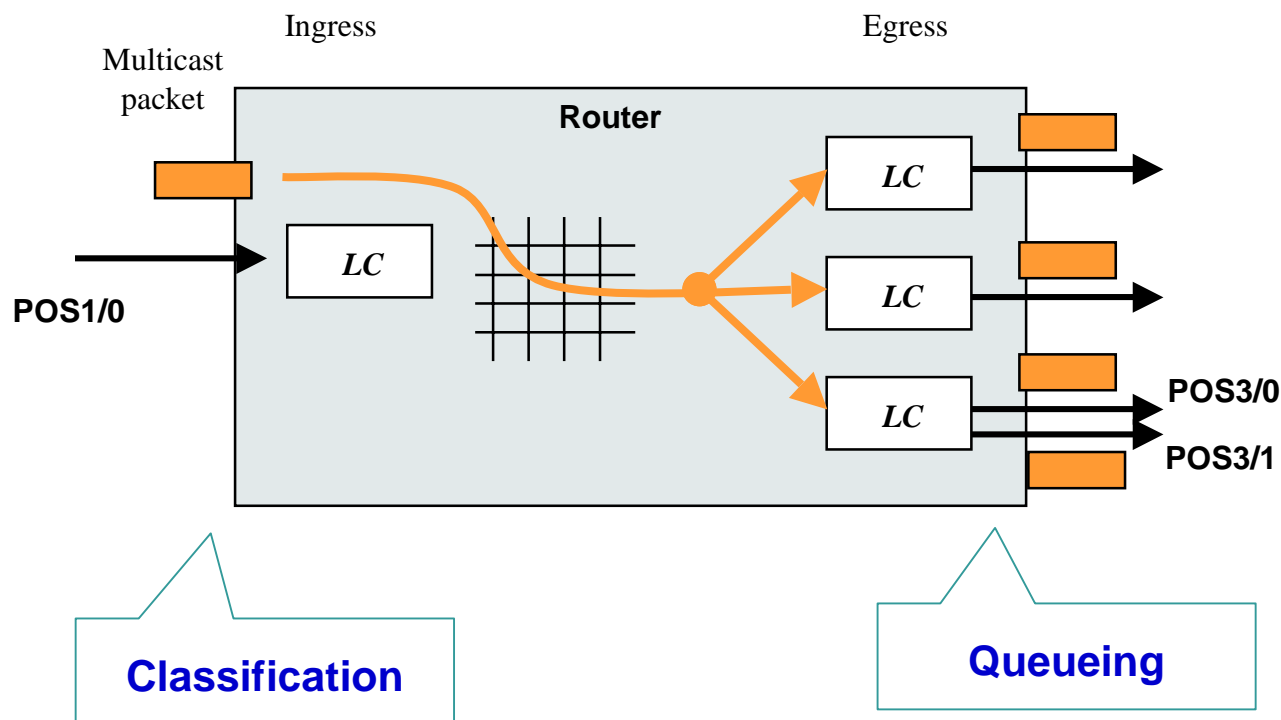 Ingress
Egress
Multicast
packet
Router
LC
LC
LC
LC
POS1/0
POS3/0
POS3/1
Classification
Queueing